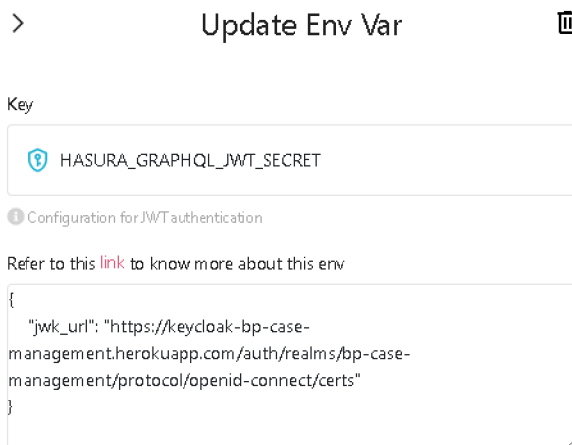 Update Env Var
Key
HASURA_GRAPHQL_JWT_SECRET
Configuration for JWT authentication
Refer to this link to know more about this env
{
"jwk_url": "https://keycloak-bp-case-
management.herokuapp.com/auth/realms/bp-case-
management/protocol/openid-connect/certs"
}